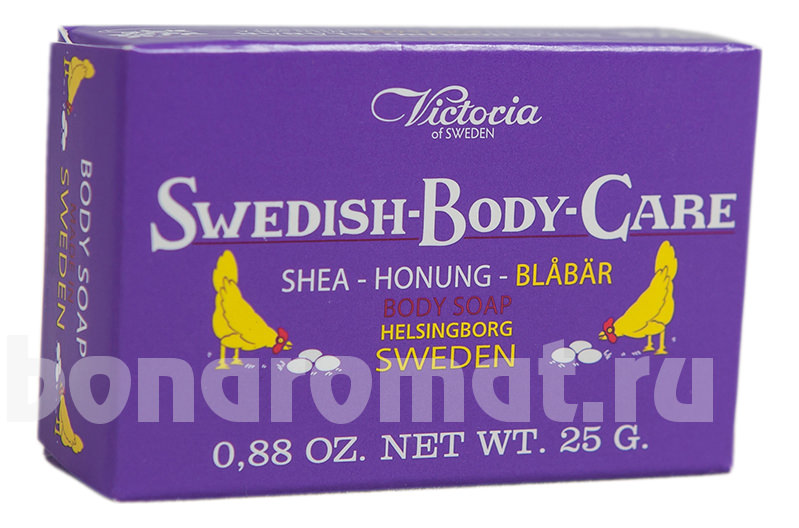 Victoria
of SWEDEN
SWEDISH-BODY-CARE
SHEA - HONUNG - BLÅBÄR
BODY SOAP
HELSINGBORG
SWEDEN
0,88 OZ. NET WT. 25 G.
BODY SOAP
SWEDEN
bonaromat.ru